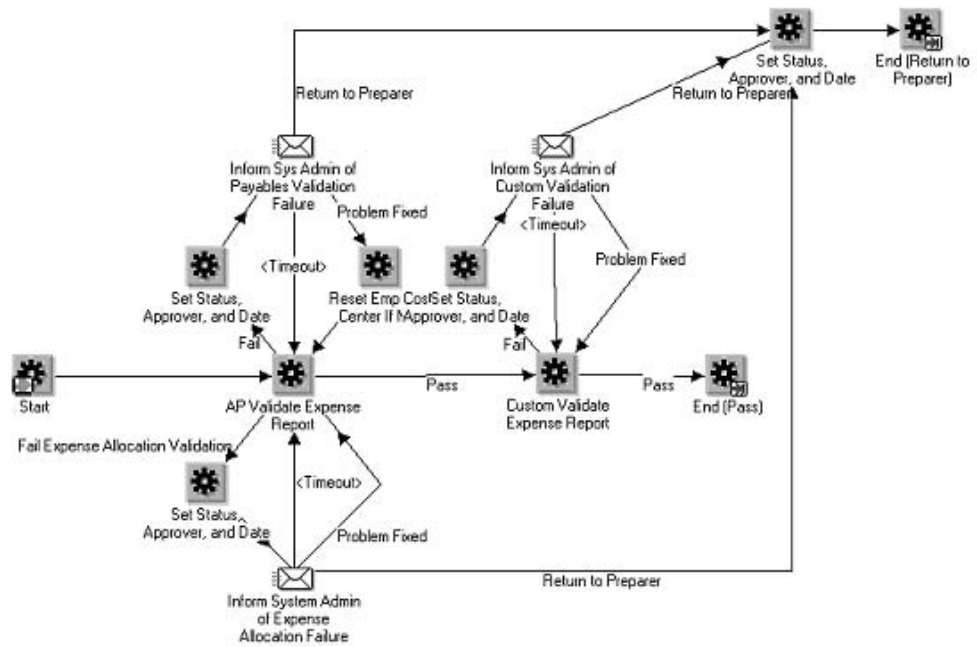 Set Status,
Approver, and Date
End (Return to
Preparer)
Return to Preparer
Return to Preparer
Inform Sys Admin of
Payables Validation
Failure
Inform Sys Admin of
Custom Validation
Failure
<Timeout>
Problem Fixed
<Timeout>
Problem Fixed
Set Status,
Approver, and Date
Reset Emp Cost
Center If N
Set Status,
Approver, and Date
Fail
Fail
Start
AP Validate Expense
Report
Pass
Custom Validate
Expense Report
Pass
End (Pass)
Fail Expense Allocation Validation
<Timeout>
Set Status,
Approver, and Date
Problem Fixed
Inform System Admin
of Expense
Allocation Failure
Return to Preparer